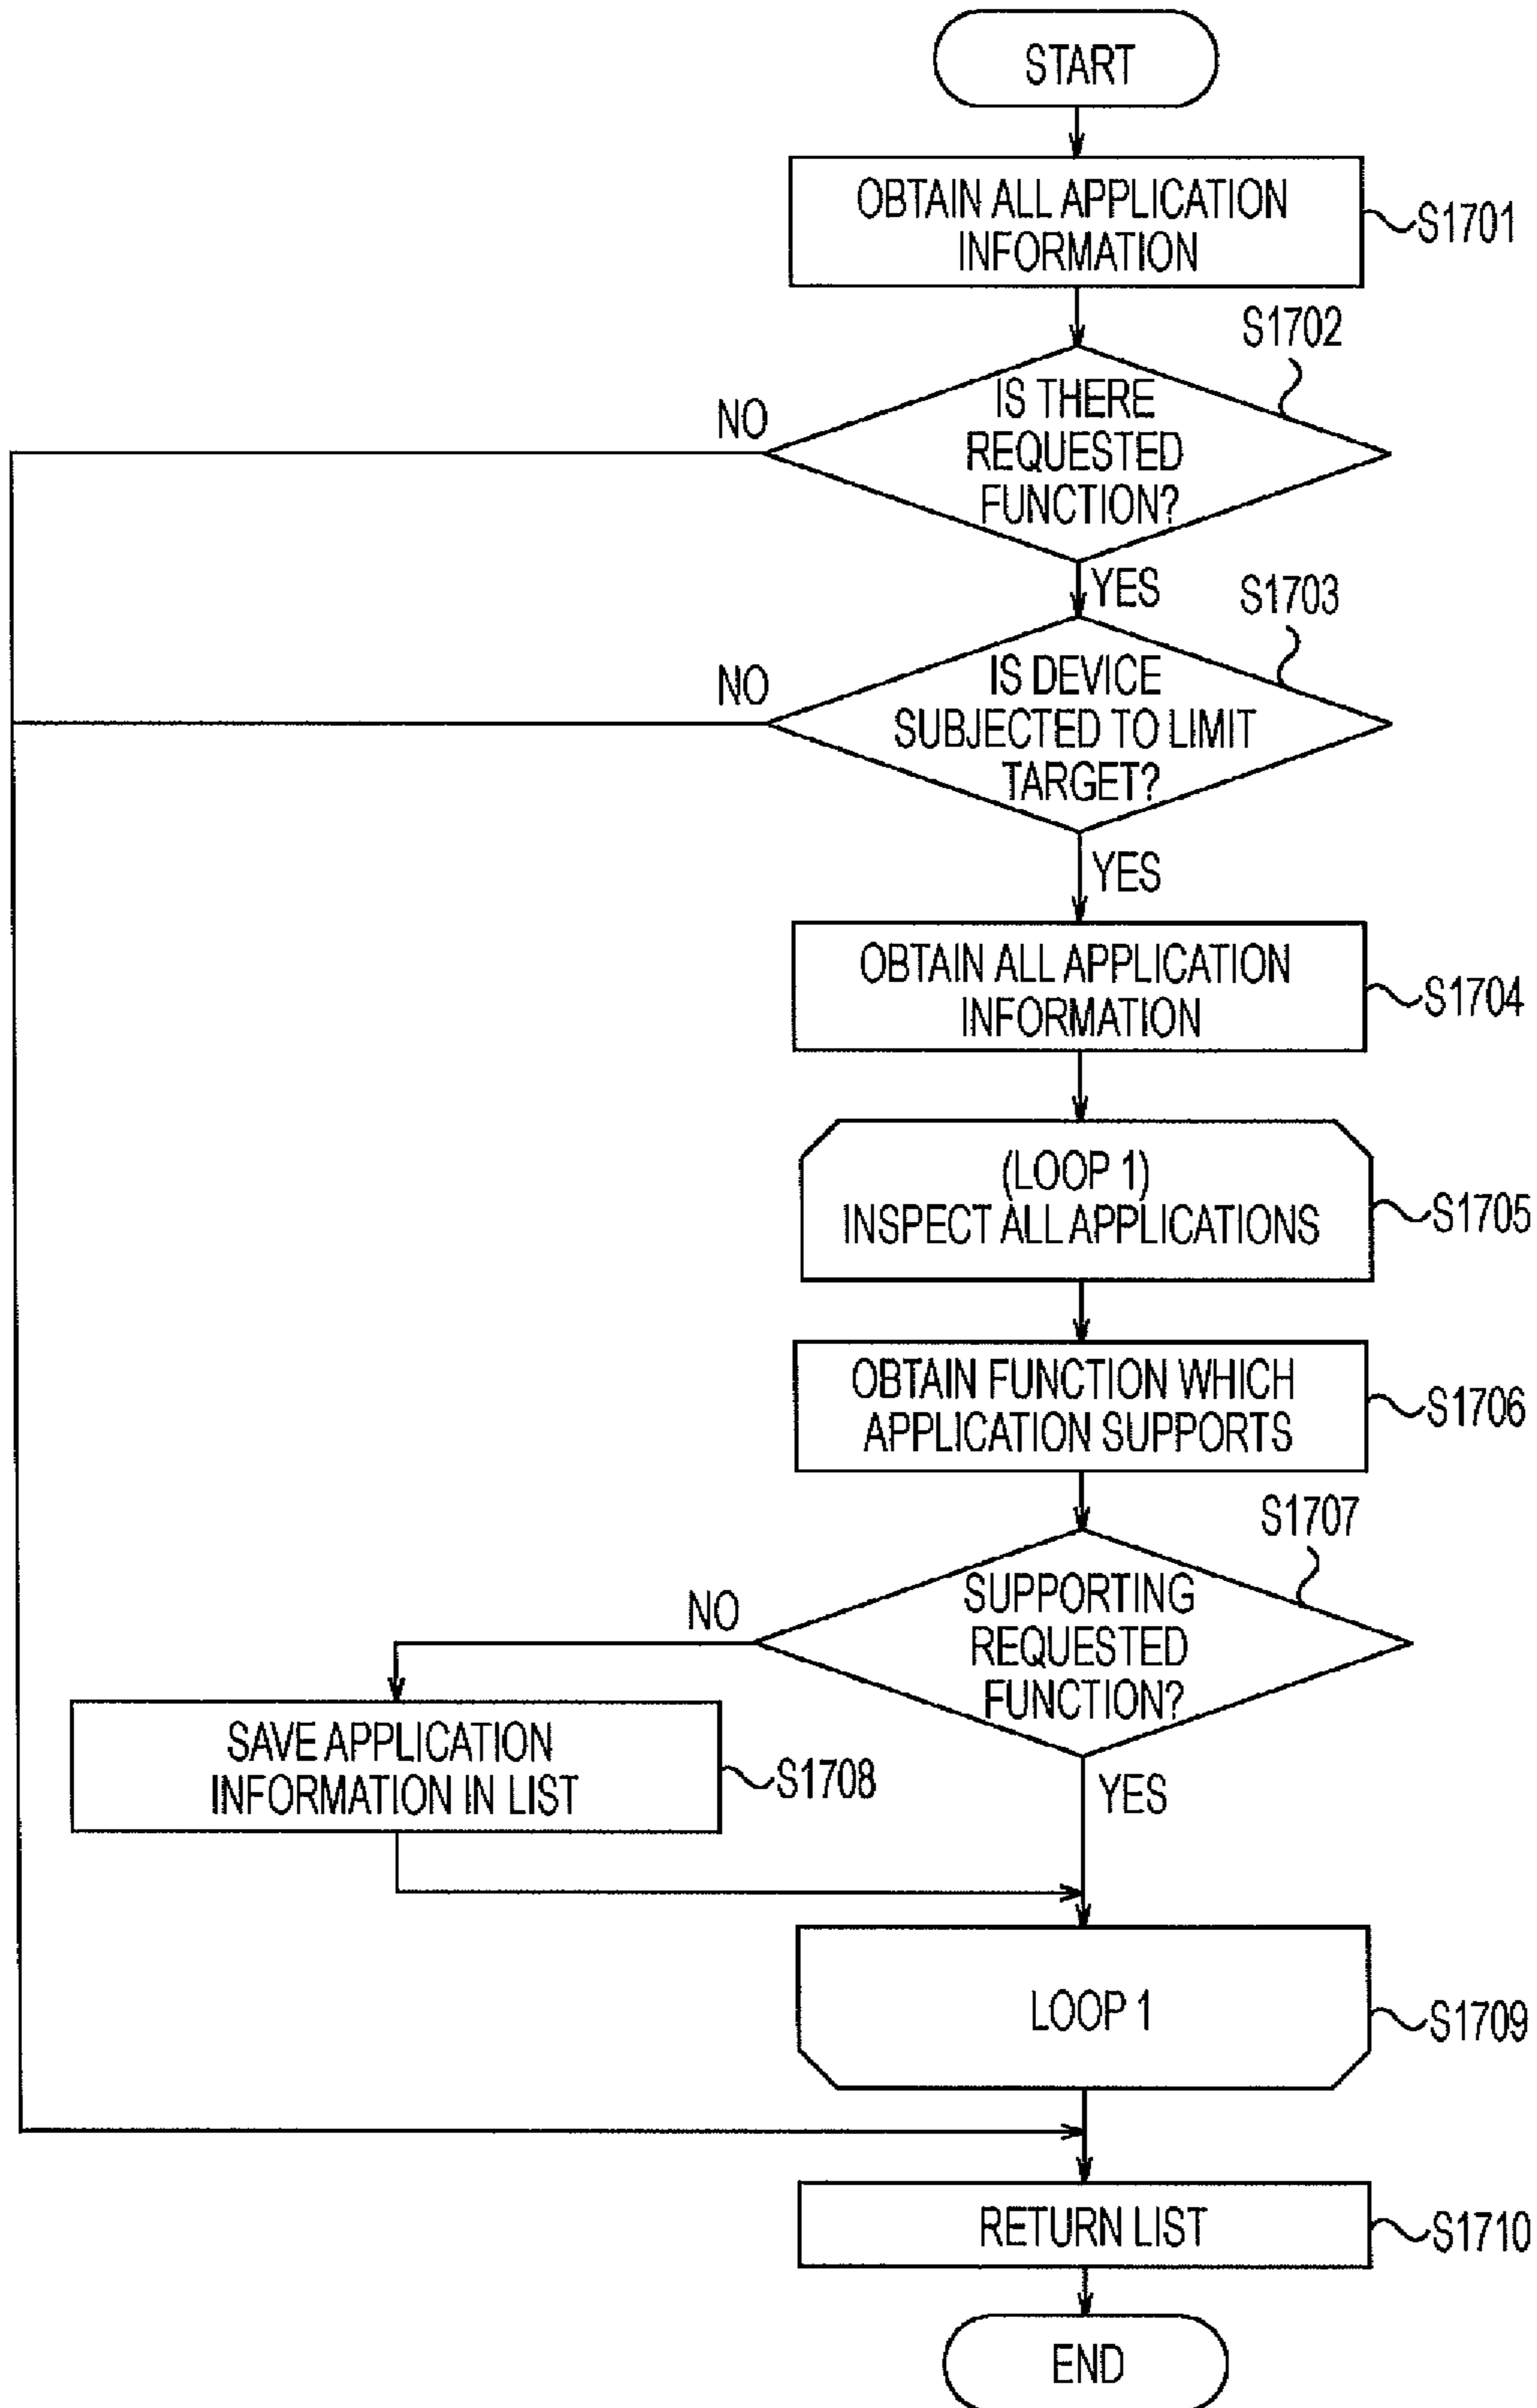 START
OBTAIN ALL APPLICATION
INFORMATION
S1701
S1702
IS THERE
REQUESTED
FUNCTION?
NO
YES
S1703
IS DEVICE
SUBJECTED TO LIMIT
TARGET?
NO
YES
OBTAIN ALL APPLICATION
INFORMATION
S1704
(LOOP 1)
INSPECT ALL APPLICATIONS
S1705
OBTAIN FUNCTION WHICH
APPLICATION SUPPORTS
S1706
S1707
SUPPORTING
REQUESTED
FUNCTION?
NO
SAVE APPLICATION
INFORMATION IN LIST
S1708
YES
LOOP 1
S1709
RETURN LIST
S1710
END